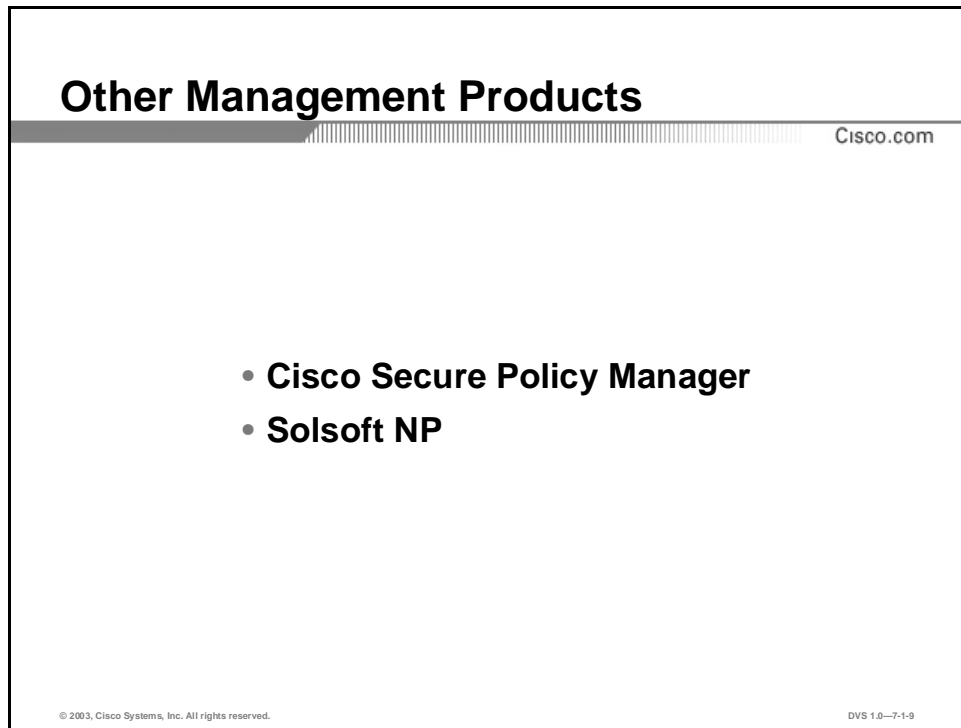 Other Management Products
Cisco.com
• Cisco Secure Policy Manager
• Solsoft NP
© 2003, Cisco Systems, Inc. All rights reserved.
DVS 1.0—7-1-9